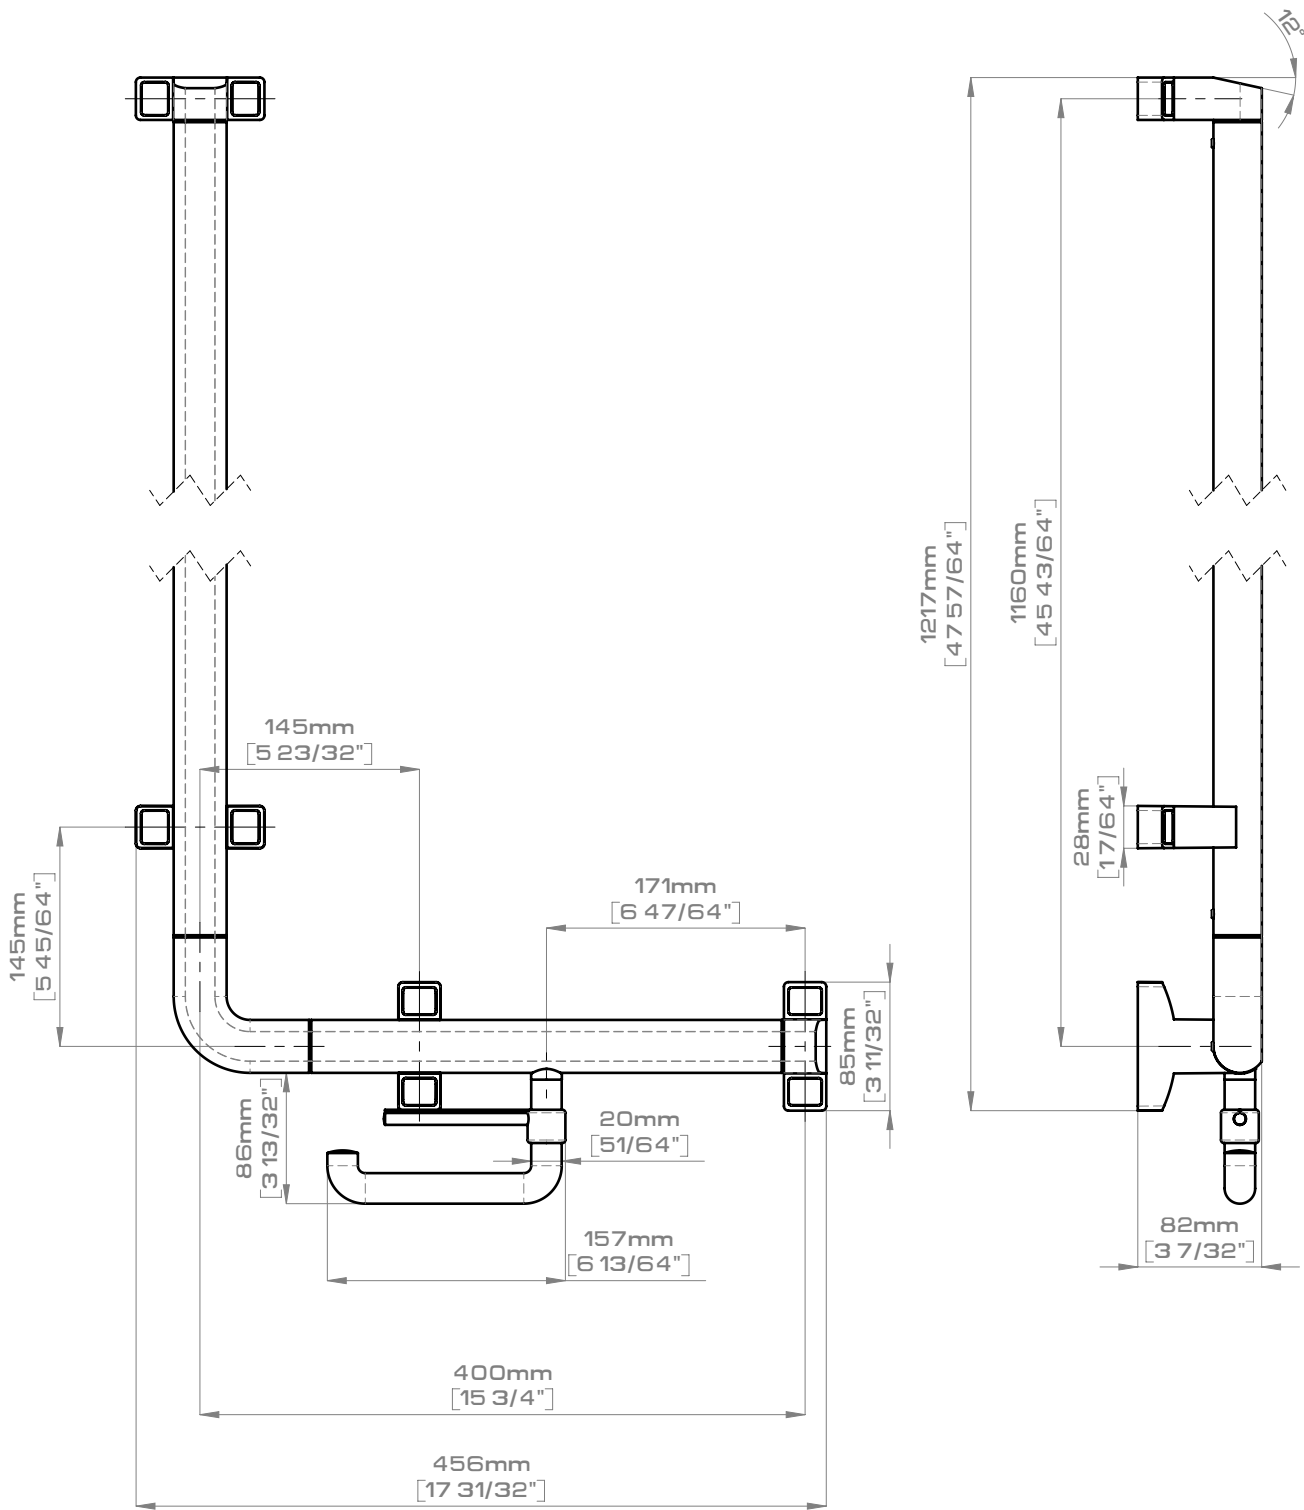 12°
1217mm
[47 57/64"]
1160mm
[45 43/64"]
145mm
[5 23/32"]
28mm
[1 7/64"]
171mm
[6 47/64"]
145mm
[5 45/64"]
85mm
[3 11/32"]
86mm
[3 13/32"]
20mm
[51/64"]
157mm
[6 13/64"]
82mm
[3 7/32"]
400mm
[15 3/4"]
456mm
[17 31/32"]